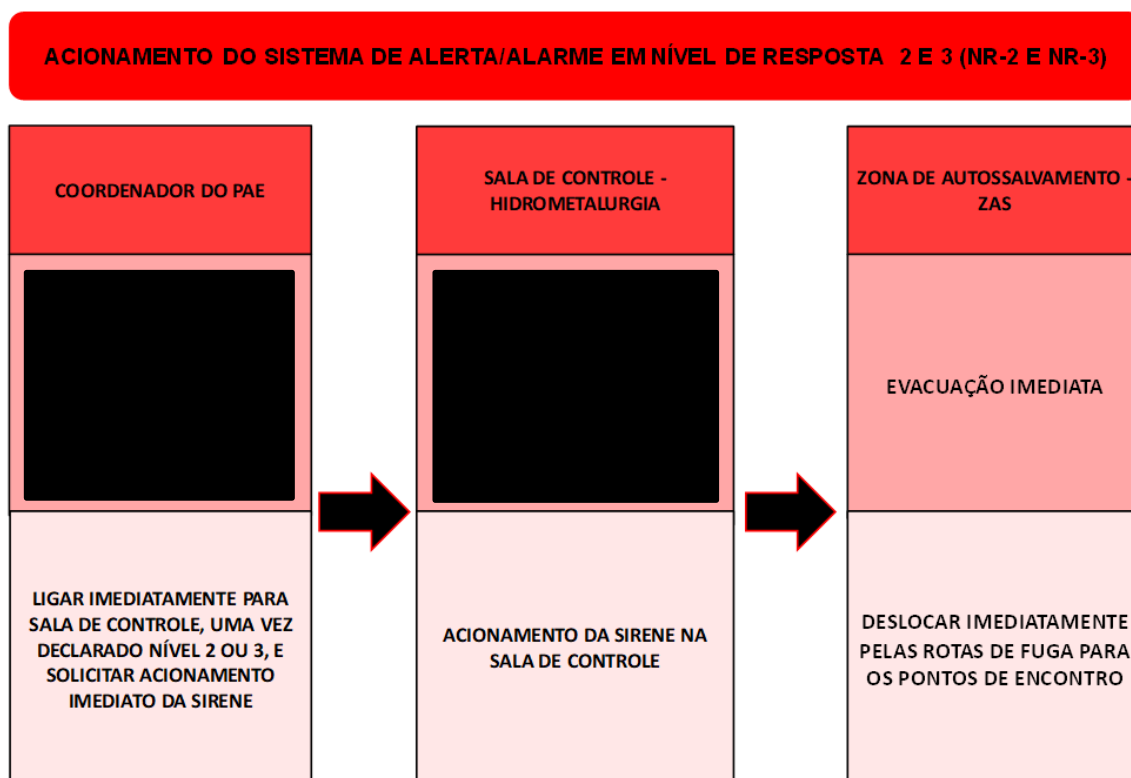 ACIONAMENTO DO SISTEMA DE ALERTA/ALARME EM NÍVEL DE RESPOSTA 2 E 3 (NR-2 E NR-3)
COORDENADOR DO PAE
LIGAR IMEDIATAMENTE PARA
SALA DE CONTROLE, UMA VEZ
DECLARADO NÍVEL 2 OU 3, E
SOLICITAR ACIONAMENTO
IMEDIATO DA SIRENE
SALA DE CONTROLE -
HIDROMETALURGIA
ACIONAMENTO DA SIRENE NA
SALA DE CONTROLE
ZONA DE AUTOSSALVAMENTO -
ZAS
EVACUAÇÃO IMEDIATA
DESLOCAR IMEDIATAMENTE
PELAS ROTAS DE FUGA PARA
OS PONTOS DE ENCONTRO